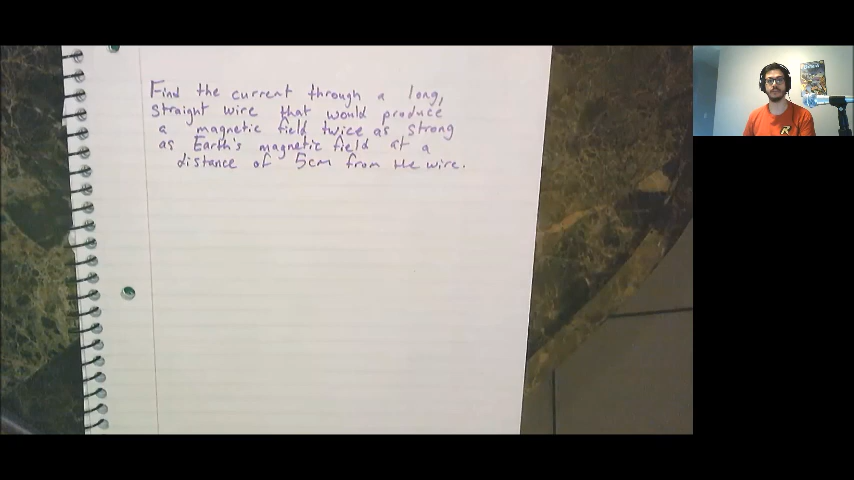 Find the current through a long,
straight wire that would produce
a magnetic field twice as strong
as Earth's magnetic field at a
distance of 5cm from the wire.